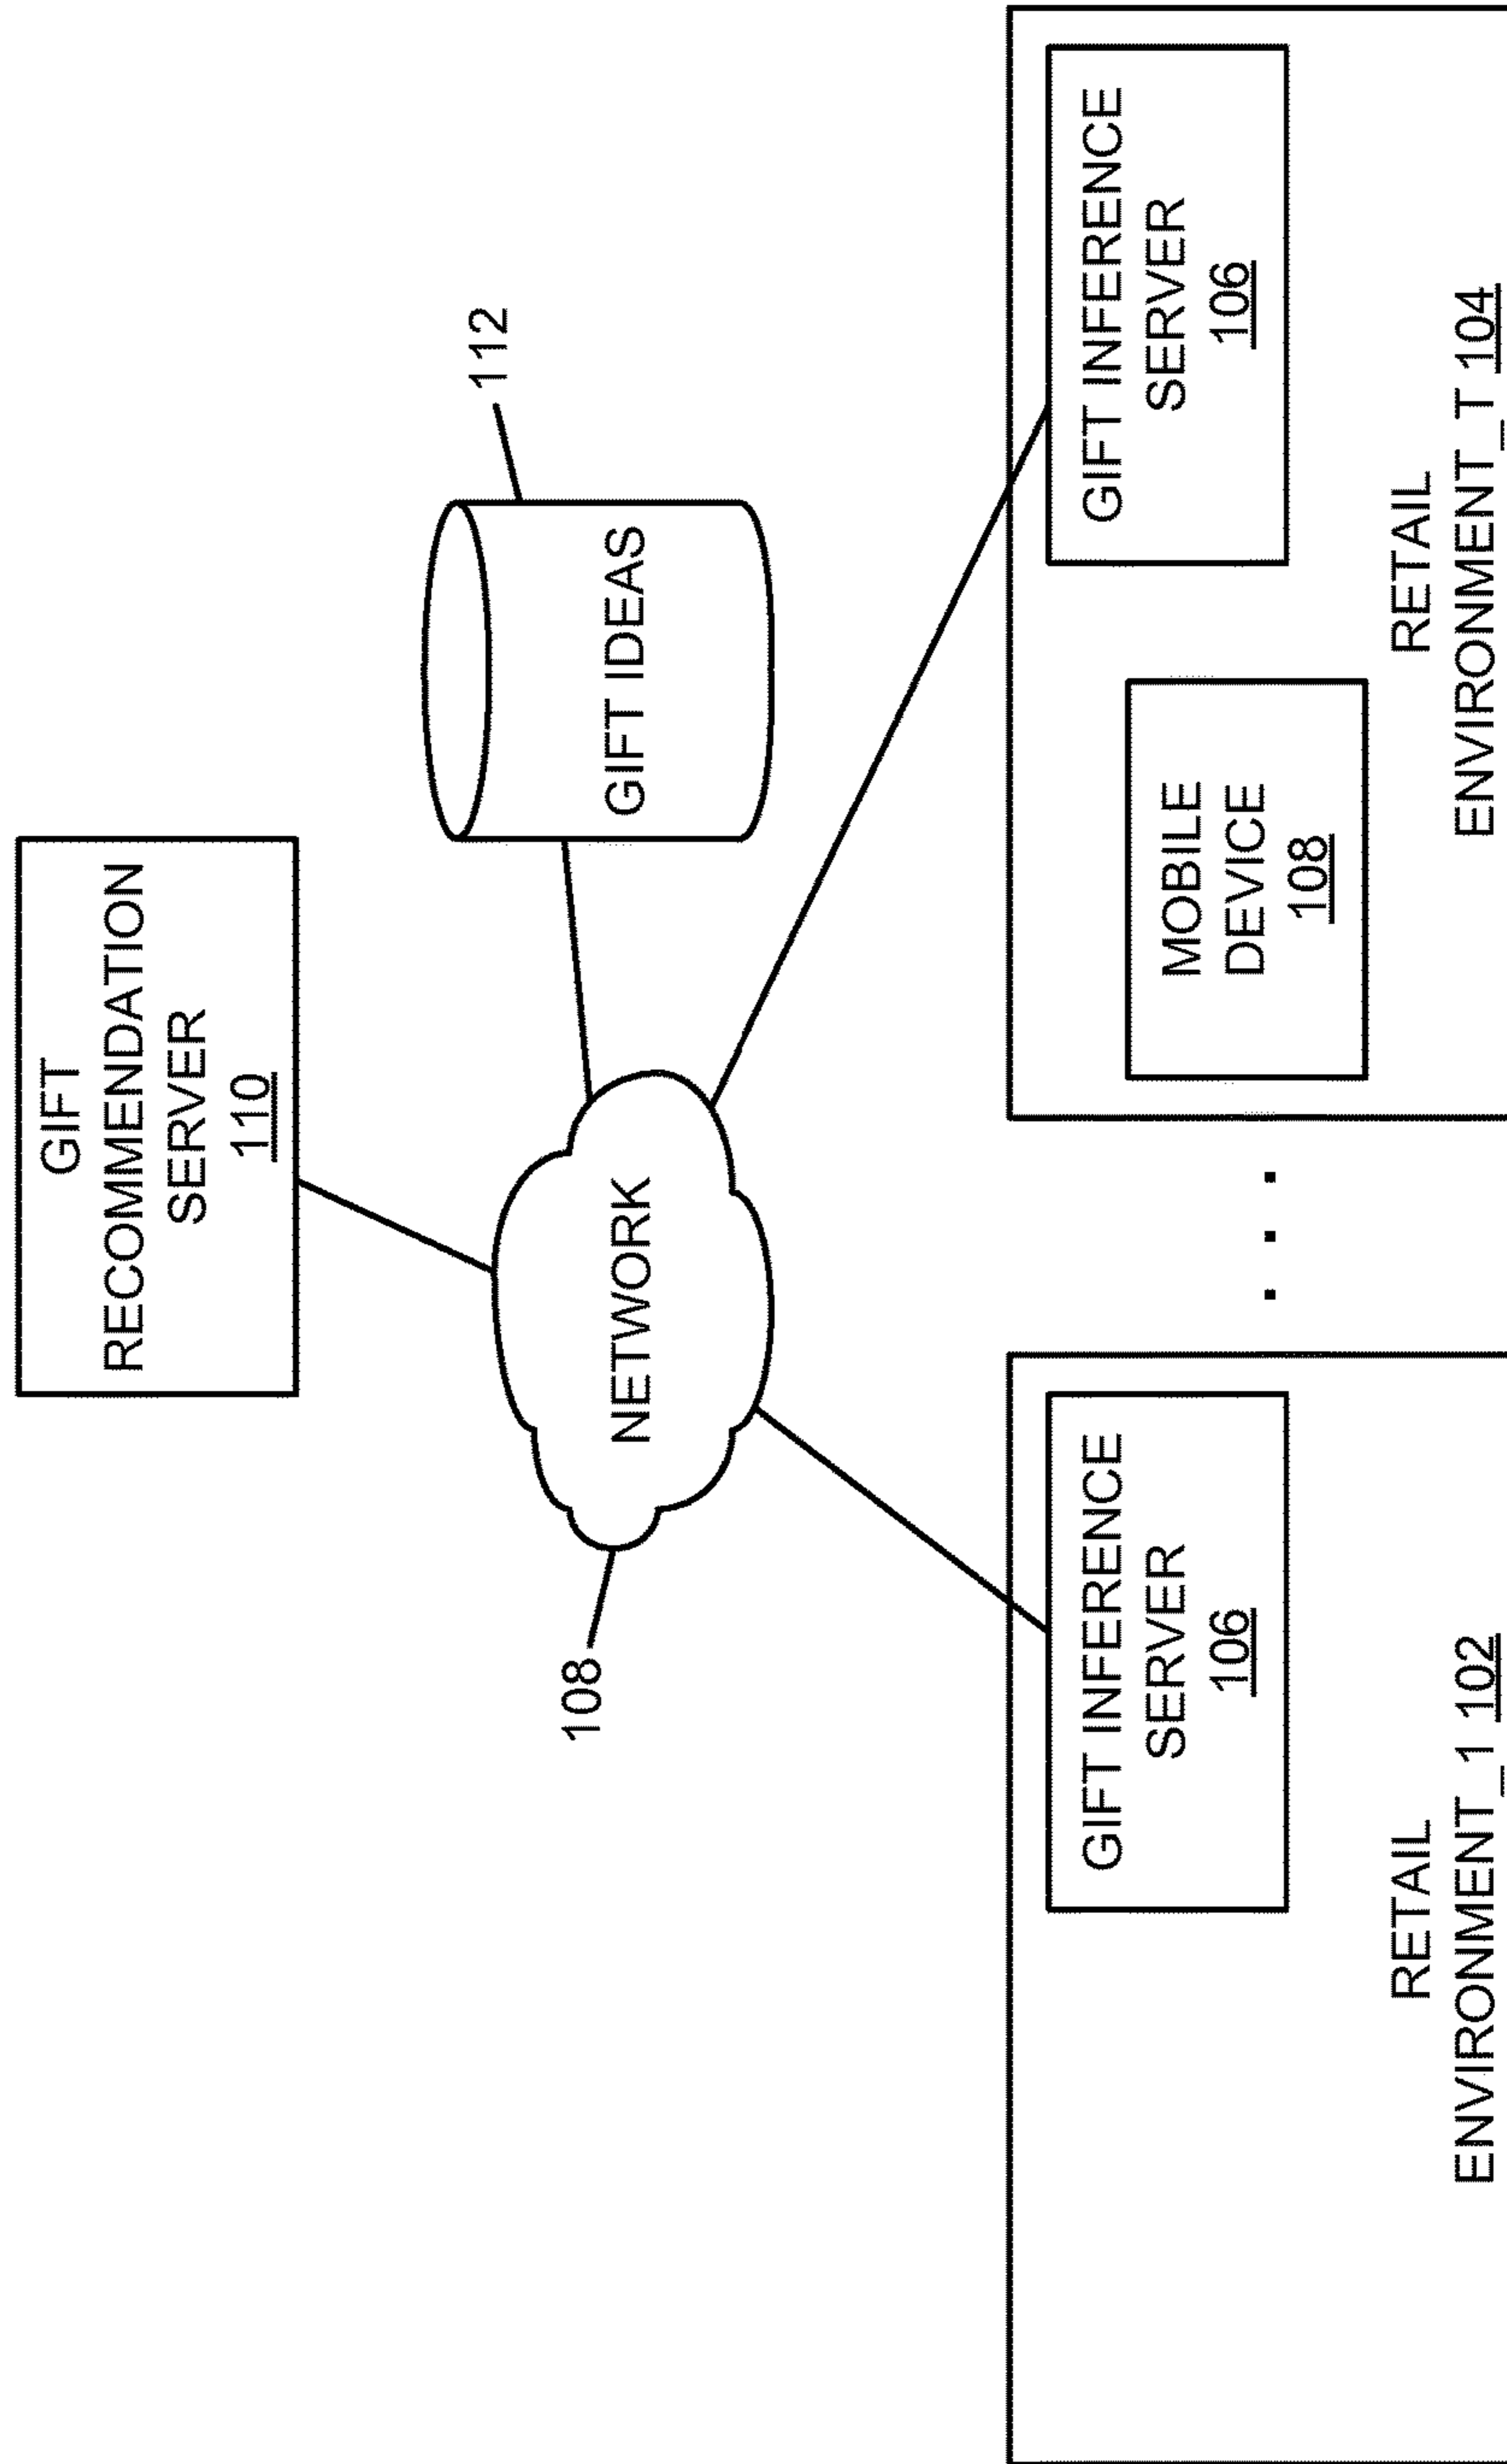 GIFT
RECOMMENDATION
SERVER
110
112
GIFT IDEAS
NETWORK
108
GIFT INFERENCE
SERVER
106
RETAIL
ENVIRONMENT_1 102
. . .
MOBILE
DEVICE
108
GIFT INFERENCE
SERVER
106
RETAIL
ENVIRONMENT_T 104